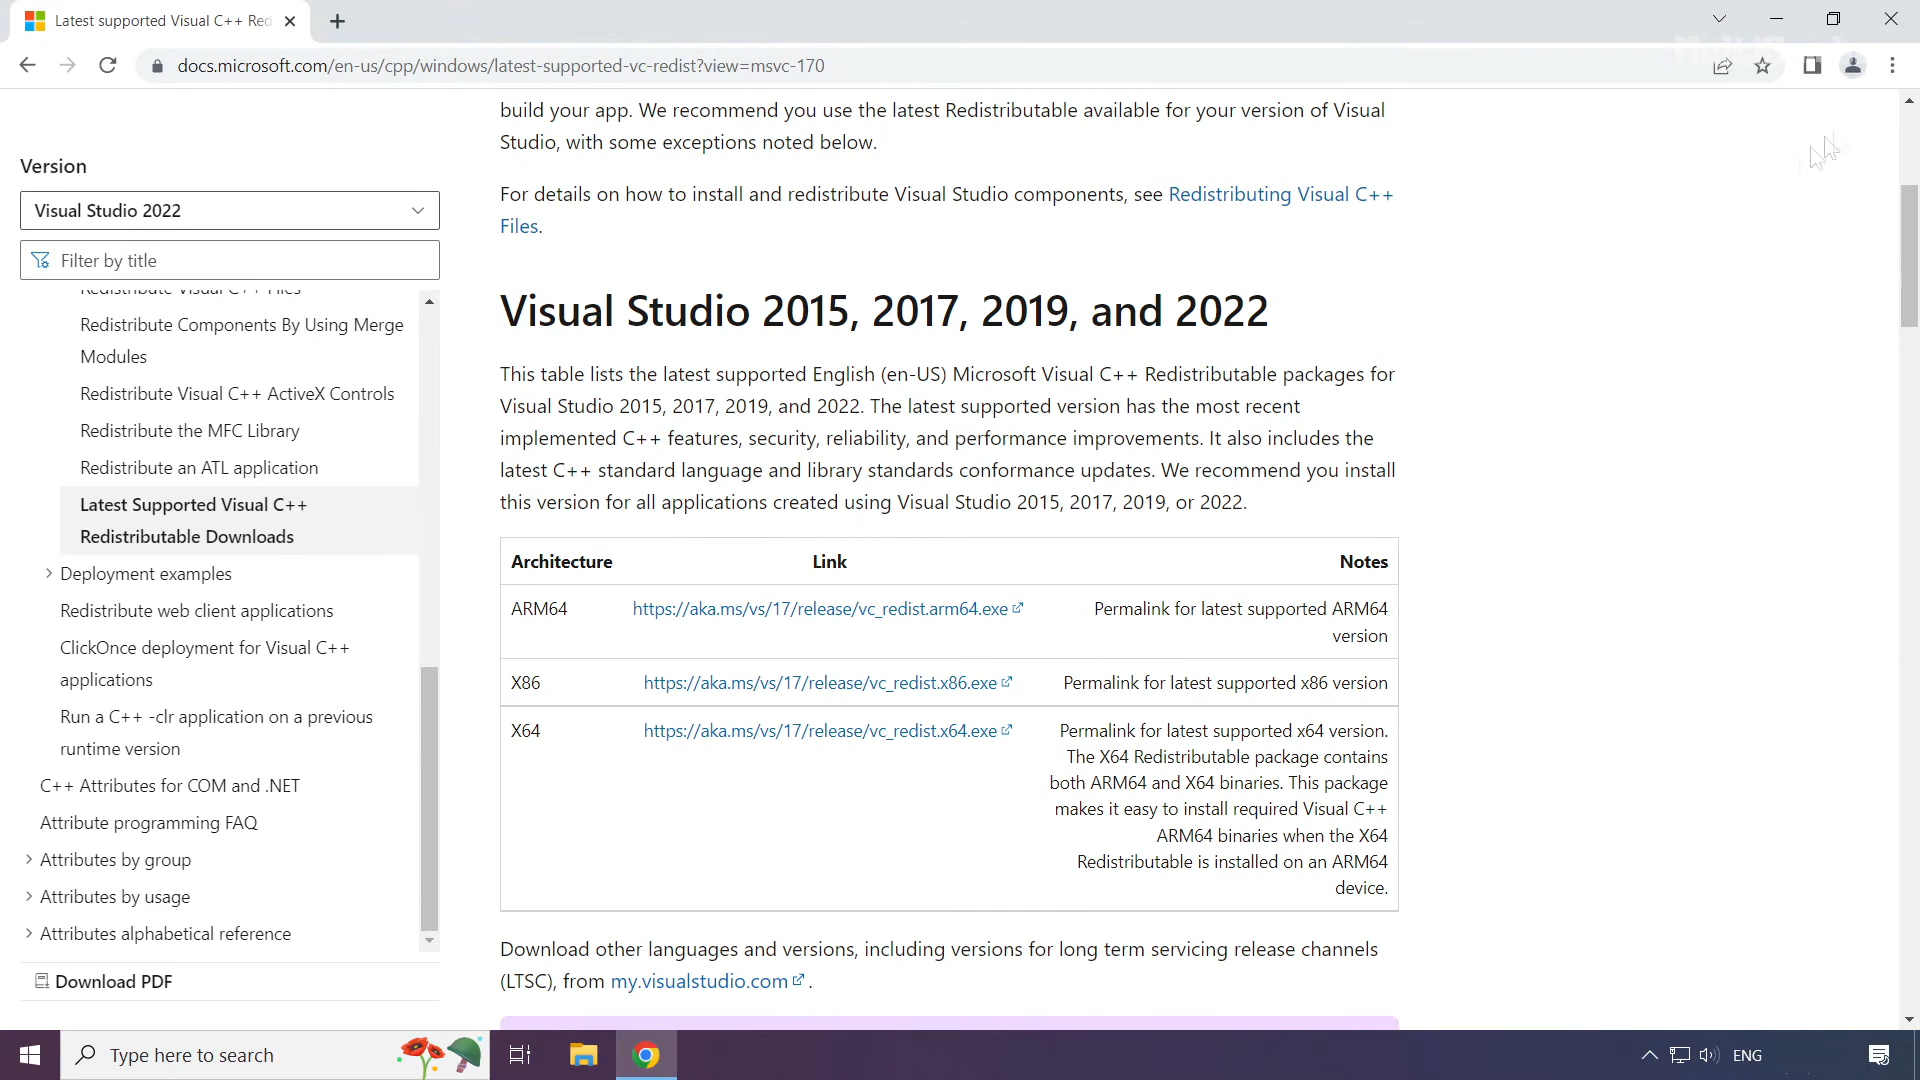 Latest supported Visual C++ Red
docs.microsoft.com/en-us/cpp/windows/latest-supported-vc-redist?view=msvc-170
Version
Visual Studio 2022
Filter by title
Redistribute Visual C++ Files
Redistribute Components By Using Merge
Modules
Redistribute Visual C++ ActiveX Controls
Redistribute the MFC Library
Redistribute an ATL application
Latest Supported Visual C++
Redistributable Downloads
Deployment examples
Redistribute web client applications
ClickOnce deployment for Visual C++
applications
Run a C++ -clr application on a previous
runtime version
C++ Attributes for COM and .NET
Attribute programming FAQ
Attributes by group
Attributes by usage
Attributes alphabetical reference
Download PDF
build your app. We recommend you use the latest Redistributable available for your version of Visual
Studio, with some exceptions noted below.
For details on how to install and redistribute Visual Studio components, see Redistributing Visual C++
Files.
Visual Studio 2015, 2017, 2019, and 2022
This table lists the latest supported English (en-US) Microsoft Visual C++ Redistributable packages for
Visual Studio 2015, 2017, 2019, and 2022. The latest supported version has the most recent
implemented C++ features, security, reliability, and performance improvements. It also includes the
latest C++ standard language and library standards conformance updates. We recommend you install
this version for all applications created using Visual Studio 2015, 2017, 2019, or 2022.
Architecture Link Notes
ARM64 https://aka.ms/vs/17/release/vc_redist.arm64.exe Permalink for latest supported ARM64
version
X86 https://aka.ms/vs/17/release/vc_redist.x86.exe Permalink for latest supported x86 version
X64 https://aka.ms/vs/17/release/vc_redist.x64.exe Permalink for latest supported x64 version.
The X64 Redistributable package contains
both ARM64 and X64 binaries. This package
makes it easy to install required Visual C++
ARM64 binaries when the X64
Redistributable is installed on an ARM64
device.
Download other languages and versions, including versions for long term servicing release channels
(LTSC), from my.visualstudio.com.
Type here to search
ENG